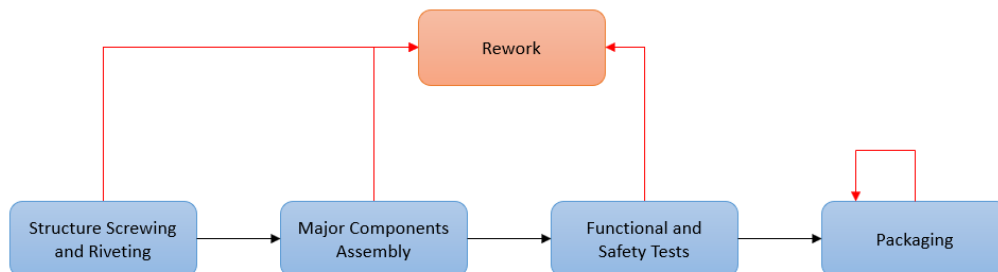 Rework
Structure Screwing
and Riveting
Major Components
Assembly
Functional and
Safety Tests
Packaging